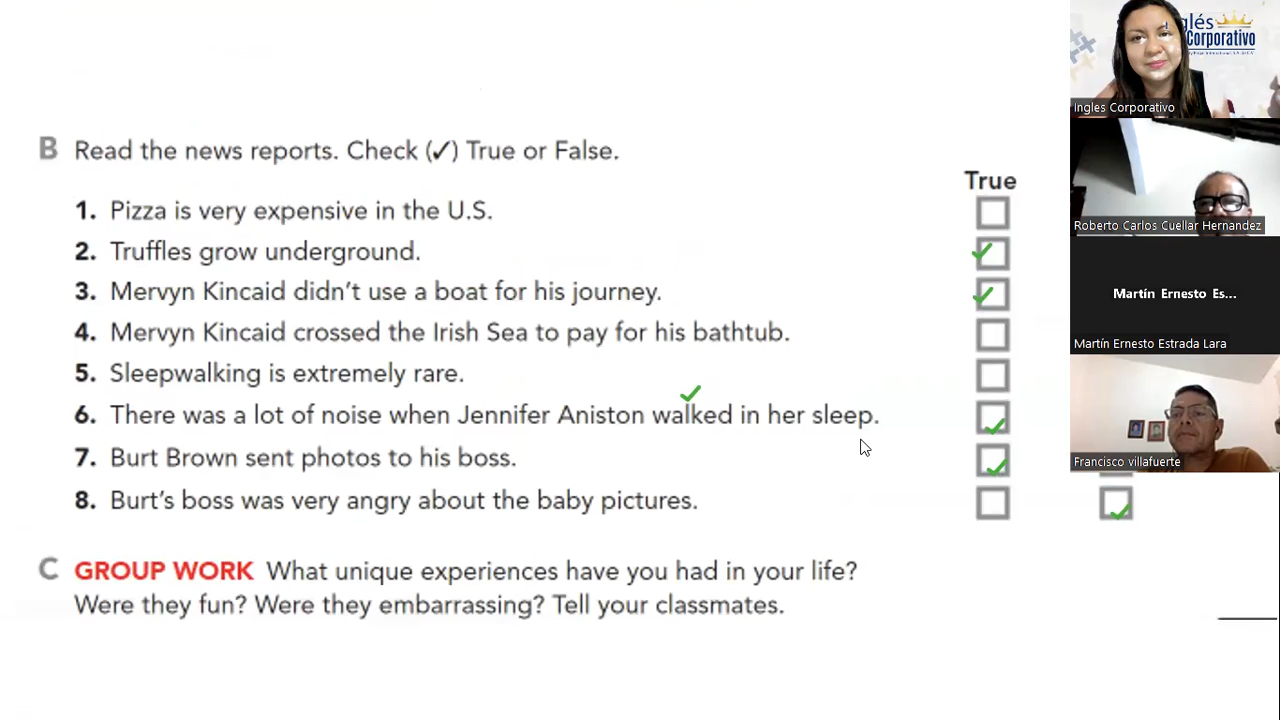 B Read the news reports. Check (✓) True or False.
True
1. Pizza is very expensive in the U.S.
2. Truffles grow underground.
3. Mervyn Kincaid didn't use a boat for his journey.
4. Mervyn Kincaid crossed the Irish Sea to pay for his bathtub.
5. Sleepwalking is extremely rare.
6. There was a lot of noise when Jennifer Aniston walked in her sleep.
7. Burt Brown sent photos to his boss.
8. Burt's boss was very angry about the baby pictures.
C GROUP WORK What unique experiences have you had in your life?
Were they fun? Were they embarrassing? Tell your classmates.
Corporativo
Ingles Corporativo
Roberto Carlos Cuellar Hernandez
Martín Ernesto Es...
Martín Ernesto Estrada Lara
Francisco villafuerte